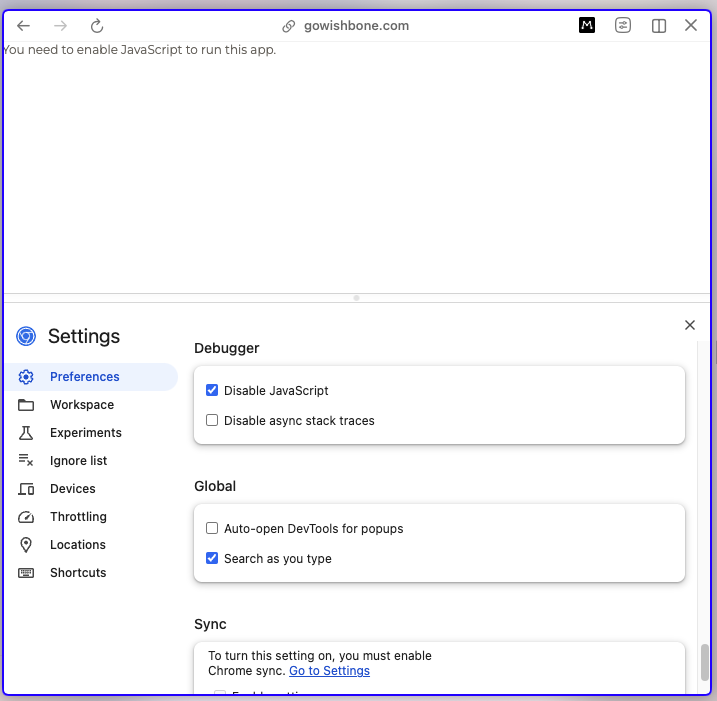 gowishbone.com
You need to enable JavaScript to run this app.
Settings
Preferences
Workspace
Experiments
Ignore list
Devices
Throttling
Locations
Shortcuts
Debugger
Disable JavaScript
Disable async stack traces
Global
Auto-open DevTools for popups
Search as you type
Sync
To turn this setting on, you must enable
Chrome sync. Go to Settings